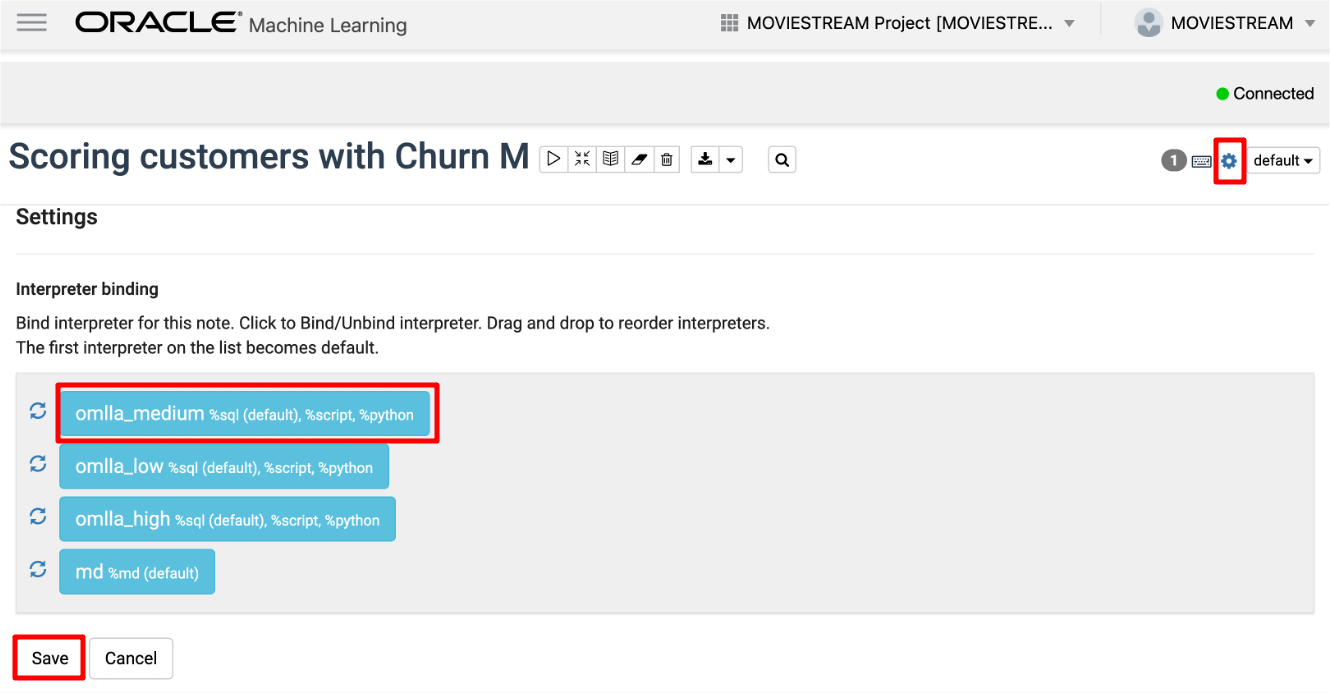 ORACLE® Machine Learning MOVIESTREAM Project [MOVIESTRE... MOVIESTREAM
Connected
Scoring customers with Churn M 1 default
Settings
Interpreter binding
Bind interpreter for this note. Click to Bind/Unbind interpreter. Drag and drop to reorder interpreters.
The first interpreter on the list becomes default.
omlla_medium %sql (default), %script, %python
omlla_low %sql (default), %script, %python
omlla_high %sql (default), %script, %python
md %md (default)
Save Cancel